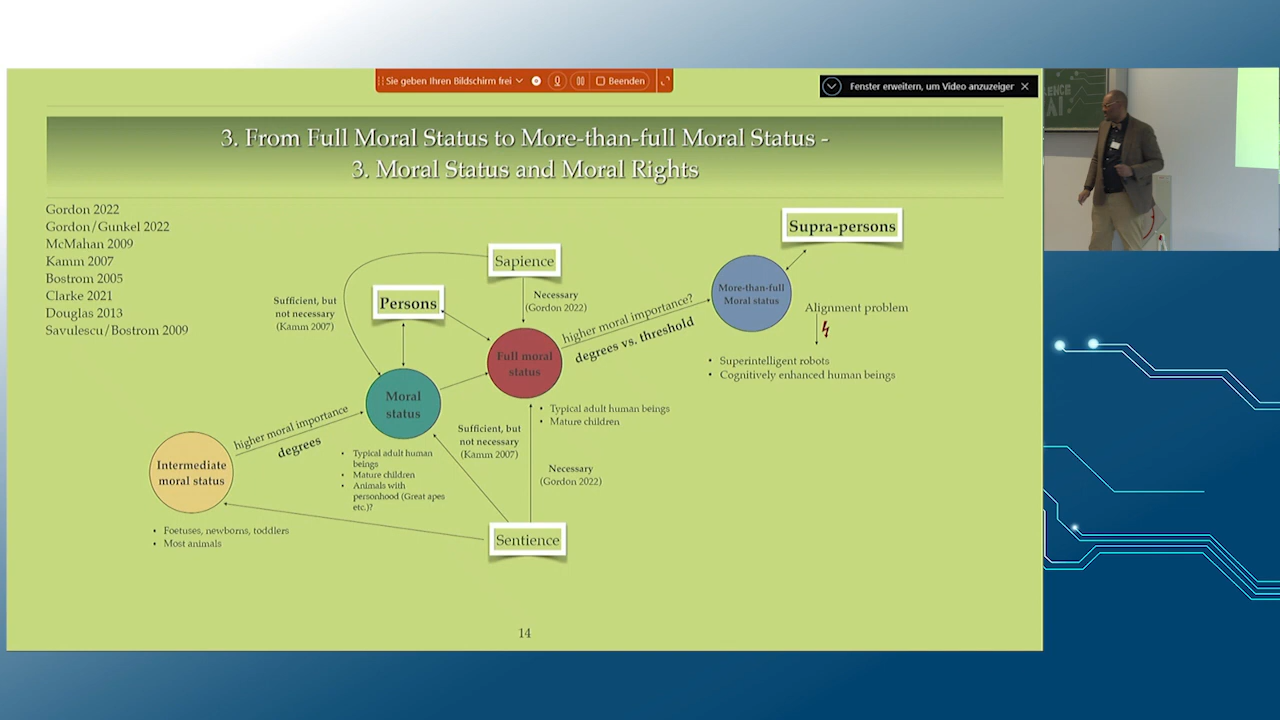 Sie geben Ihren Bildschirm frei
Beenden
Fenster erweitern, um Video anzuzeiger
3. From Full Moral Status to More-than-full Moral Status -
3. Moral Status and Moral Rights
Gordon 2022
Gordon/Gunkel 2022
McMahan 2009
Kamm 2007
Bostrom 2005
Clarke 2021
Douglas 2013
Savulescu/Bostrom 2009
Supra-persons
Sapience
Persons
Sufficient, but
not necessary
(Kamm 2007)
Necessary
(Gordon 2022)
More-than-full
Moral status
higher moral importance?
degrees vs. threshold
Alignment problem
Full moral
status
• Superintelligent robots
• Cognitively enhanced human beings
Moral
status
• Typical adult human beings
• Mature children
higher moral importance
degrees
Sufficient, but
not necessary
(Kamm 2007)
• Typical adult human
beings
• Mature children
• Animals with
personhood (Great apes
etc.)?
Necessary
(Gordon 2022)
Intermediate
moral status
• Foetuses, newborns, toddlers
• Most animals
Sentience
14
ENCE
AI